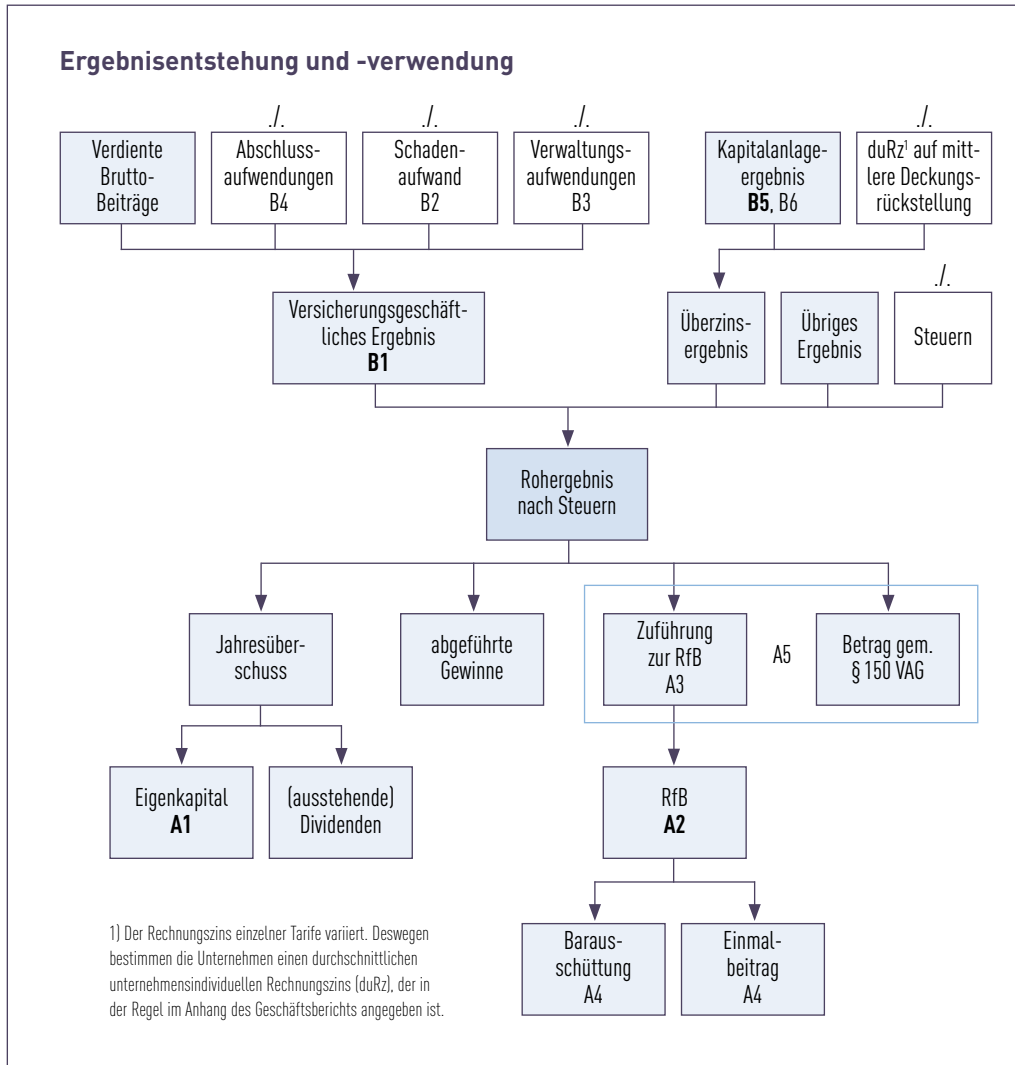 Ergebnisentstehung und -verwendung
./.
./.
./.
./.
Verdiente
Brutto-
Beiträge
Abschluss-
aufwendungen
B4
Schaden-
aufwand
B2
Verwaltungs-
aufwendungen
B3
Kapitalanlage-
ergebnis
B5, B6
duRz¹ auf mitt-
lere Deckungs-
rückstellung
./.
Versicherungsgeschäft-
liches Ergebnis
B1
Überzins-
ergebnis
Übriges
Ergebnis
Steuern
Rohergebnis
nach Steuern
Jahresüber-
schuss
abgeführte
Gewinne
Zuführung
zur RfB
A3
A5
Betrag gem.
§ 150 VAG
Eigenkapital
A1
(ausstehende)
Dividenden
RfB
A2
Baraus-
schüttung
A4
Einmal-
beitrag
A4
1) Der Rechnungszins einzelner Tarife variiert. Deswegen
bestimmen die Unternehmen einen durchschnittlichen
unternehmensindividuellen Rechnungszins (duRz), der in
der Regel im Anhang des Geschäftsberichts angegeben ist.